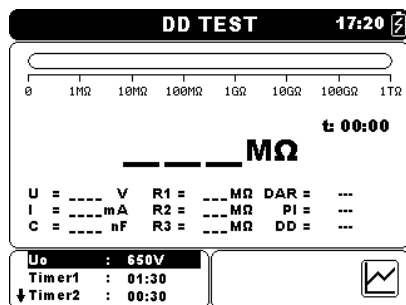 DD TEST 17:20
0 1MΩ 10MΩ 100MΩ 1GΩ 10GΩ 100GΩ 1TΩ
t: 00:00
___MΩ
U = ____ V R1 = ___MΩ DAR = ---
I = ____mA R2 = ___MΩ PI = ---
C = ____ nF R3 = ___MΩ DD = ---
Uo : 650V
Timer1 : 01:30
Timer2 : 00:30